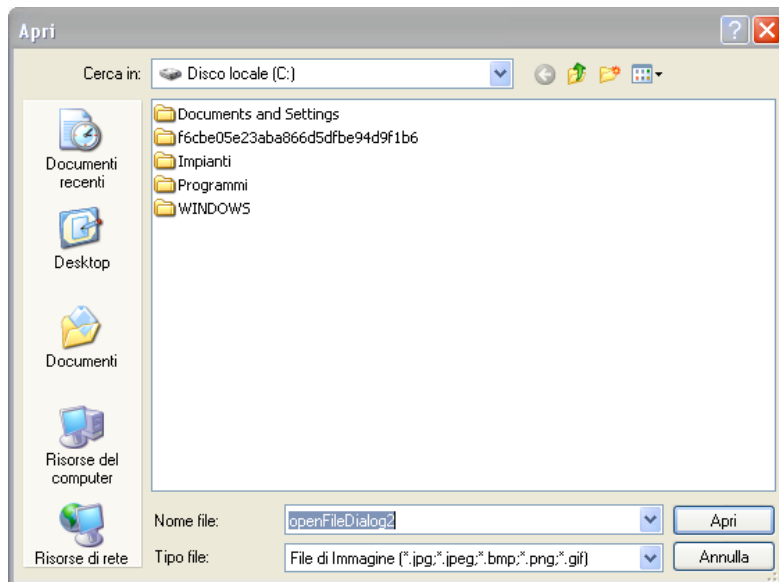 Apri
Cerca in:
Disco locale (C:)
Documenti
recenti
Desktop
Documenti
Risorse del
computer
Risorse di rete
Documents and Settings
f6cbe05e23aba866d5dfbe94d9f1b6
Impianti
Programmi
WINDOWS
Nome file:
openFileDialog2
Apri
Tipo file:
File di Immagine (*.jpg;*.jpeg;*.bmp;*.png;*.gif)
Annulla